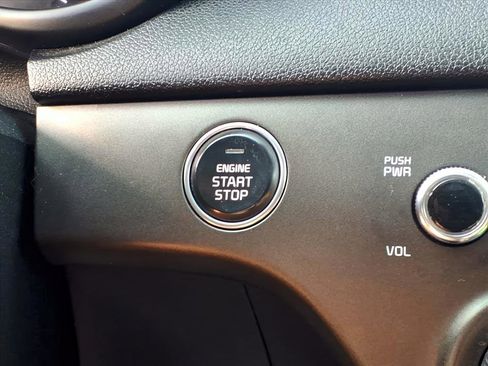 ENGINE
START
STOP
PUSH
PWR
VOL